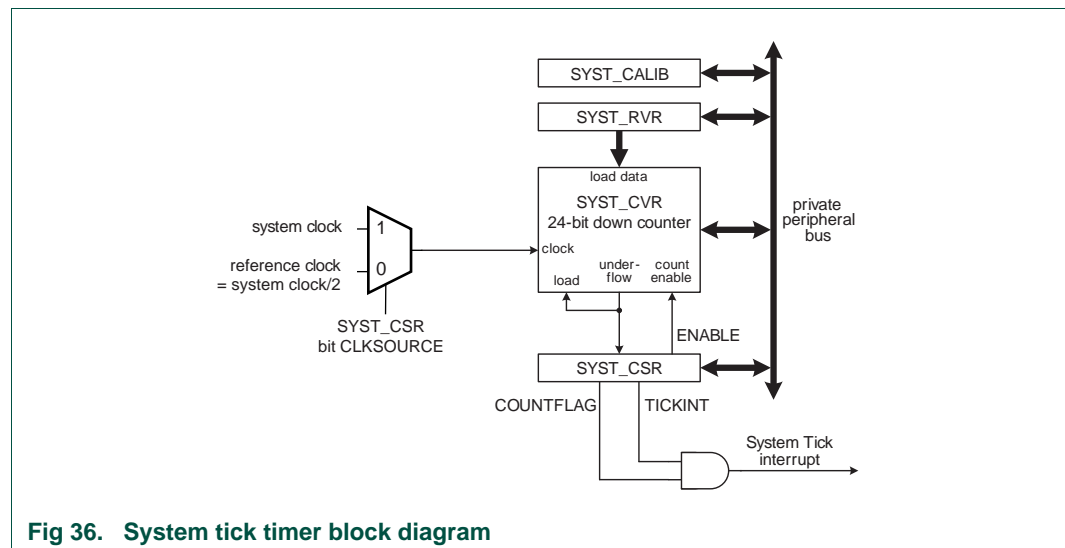 SYST_CALIB
SYST_RVR
load data
SYST_CVR
24-bit down counter
private
peripheral
bus
system clock
1
clock
reference clock
= system clock/2
0
under-
flow
count
enable
load
SYST_CSR
bit CLKSOURCE
ENABLE
SYST_CSR
COUNTFLAG
TICKINT
System Tick
interrupt
Fig 36. System tick timer block diagram